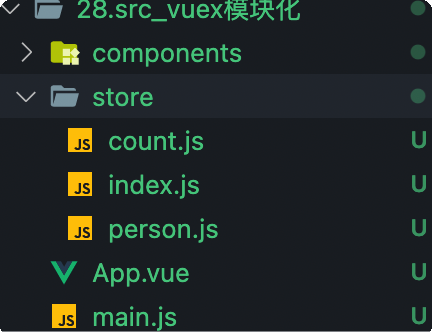 28.src_vuex模块化
components
store
JS count.js U
JS index.js U
JS person.js U
App.vue U
JS main.js U